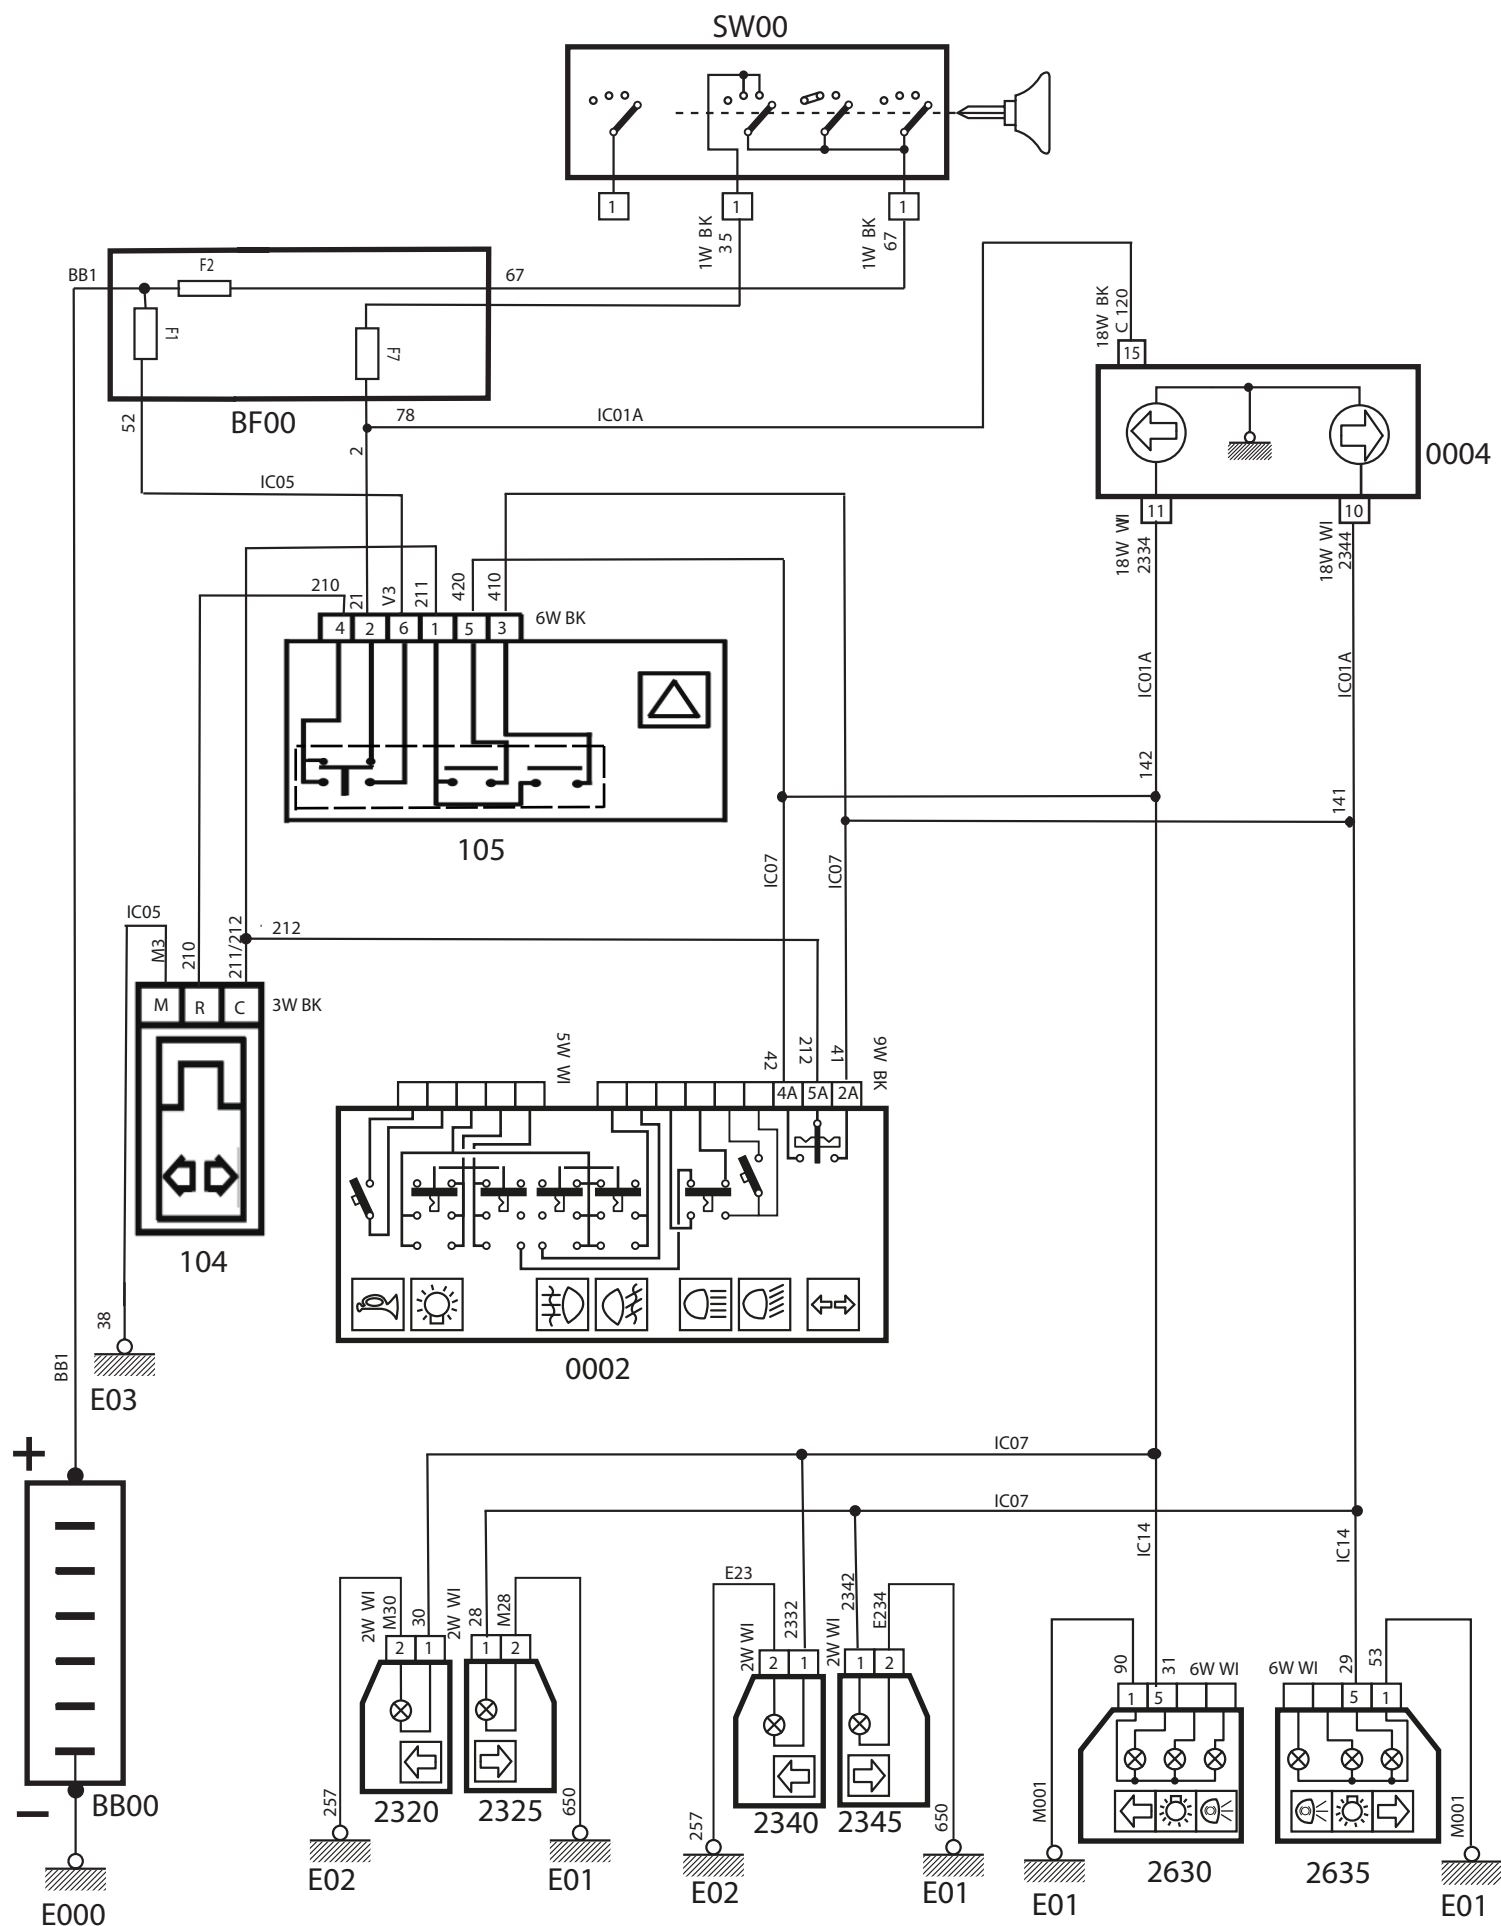 SW00
1
1
1
1W BK
35
1W BK
67
BB1
F2
67
F1
F7
BF00
52
78
IC01A
2
18W BK
C 120
15
0004
11
10
18W WI
2334
18W WI
2344
IC05
210
21
V3
211
420
410
6W BK
4
2
6
1
5
3
105
IC01A
IC01A
142
141
IC07
IC07
IC05
M3
210
211/212
212
M
R
C
3W BK
104
5W WI
42
212
41
9W BK
4A
5A
2A
0002
38
E03
BB1
+
−
BB00
E000
IC07
IC07
IC14
IC14
2W WI
M30
30
2W WI
28
M28
2
1
1
2
2320
2325
257
650
E02
E01
E23
2W WI
2332
2W WI
2342
E234
2
1
1
2
2340
2345
257
650
E02
E01
90
31
6W WI
6W WI
29
53
1
5
5
1
M001
M001
2630
2635
E01
E01